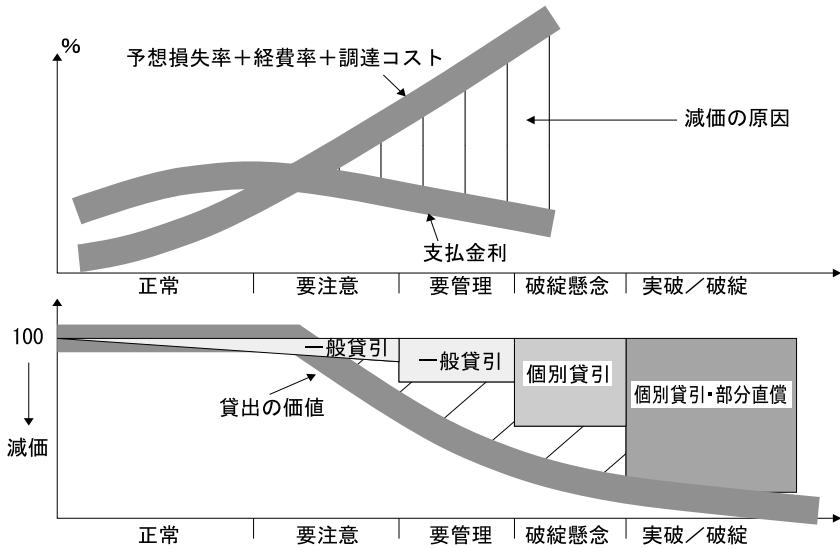 %
予想損失率＋経費率＋調達コスト
減価の原因
支払金利
正常
要注意
要管理
破綻懸念
実破／破綻
100
減価
一般貸引
一般貸引
個別貸引
個別貸引・部分直償
貸出の価値
正常
要注意
要管理
破綻懸念
実破／破綻